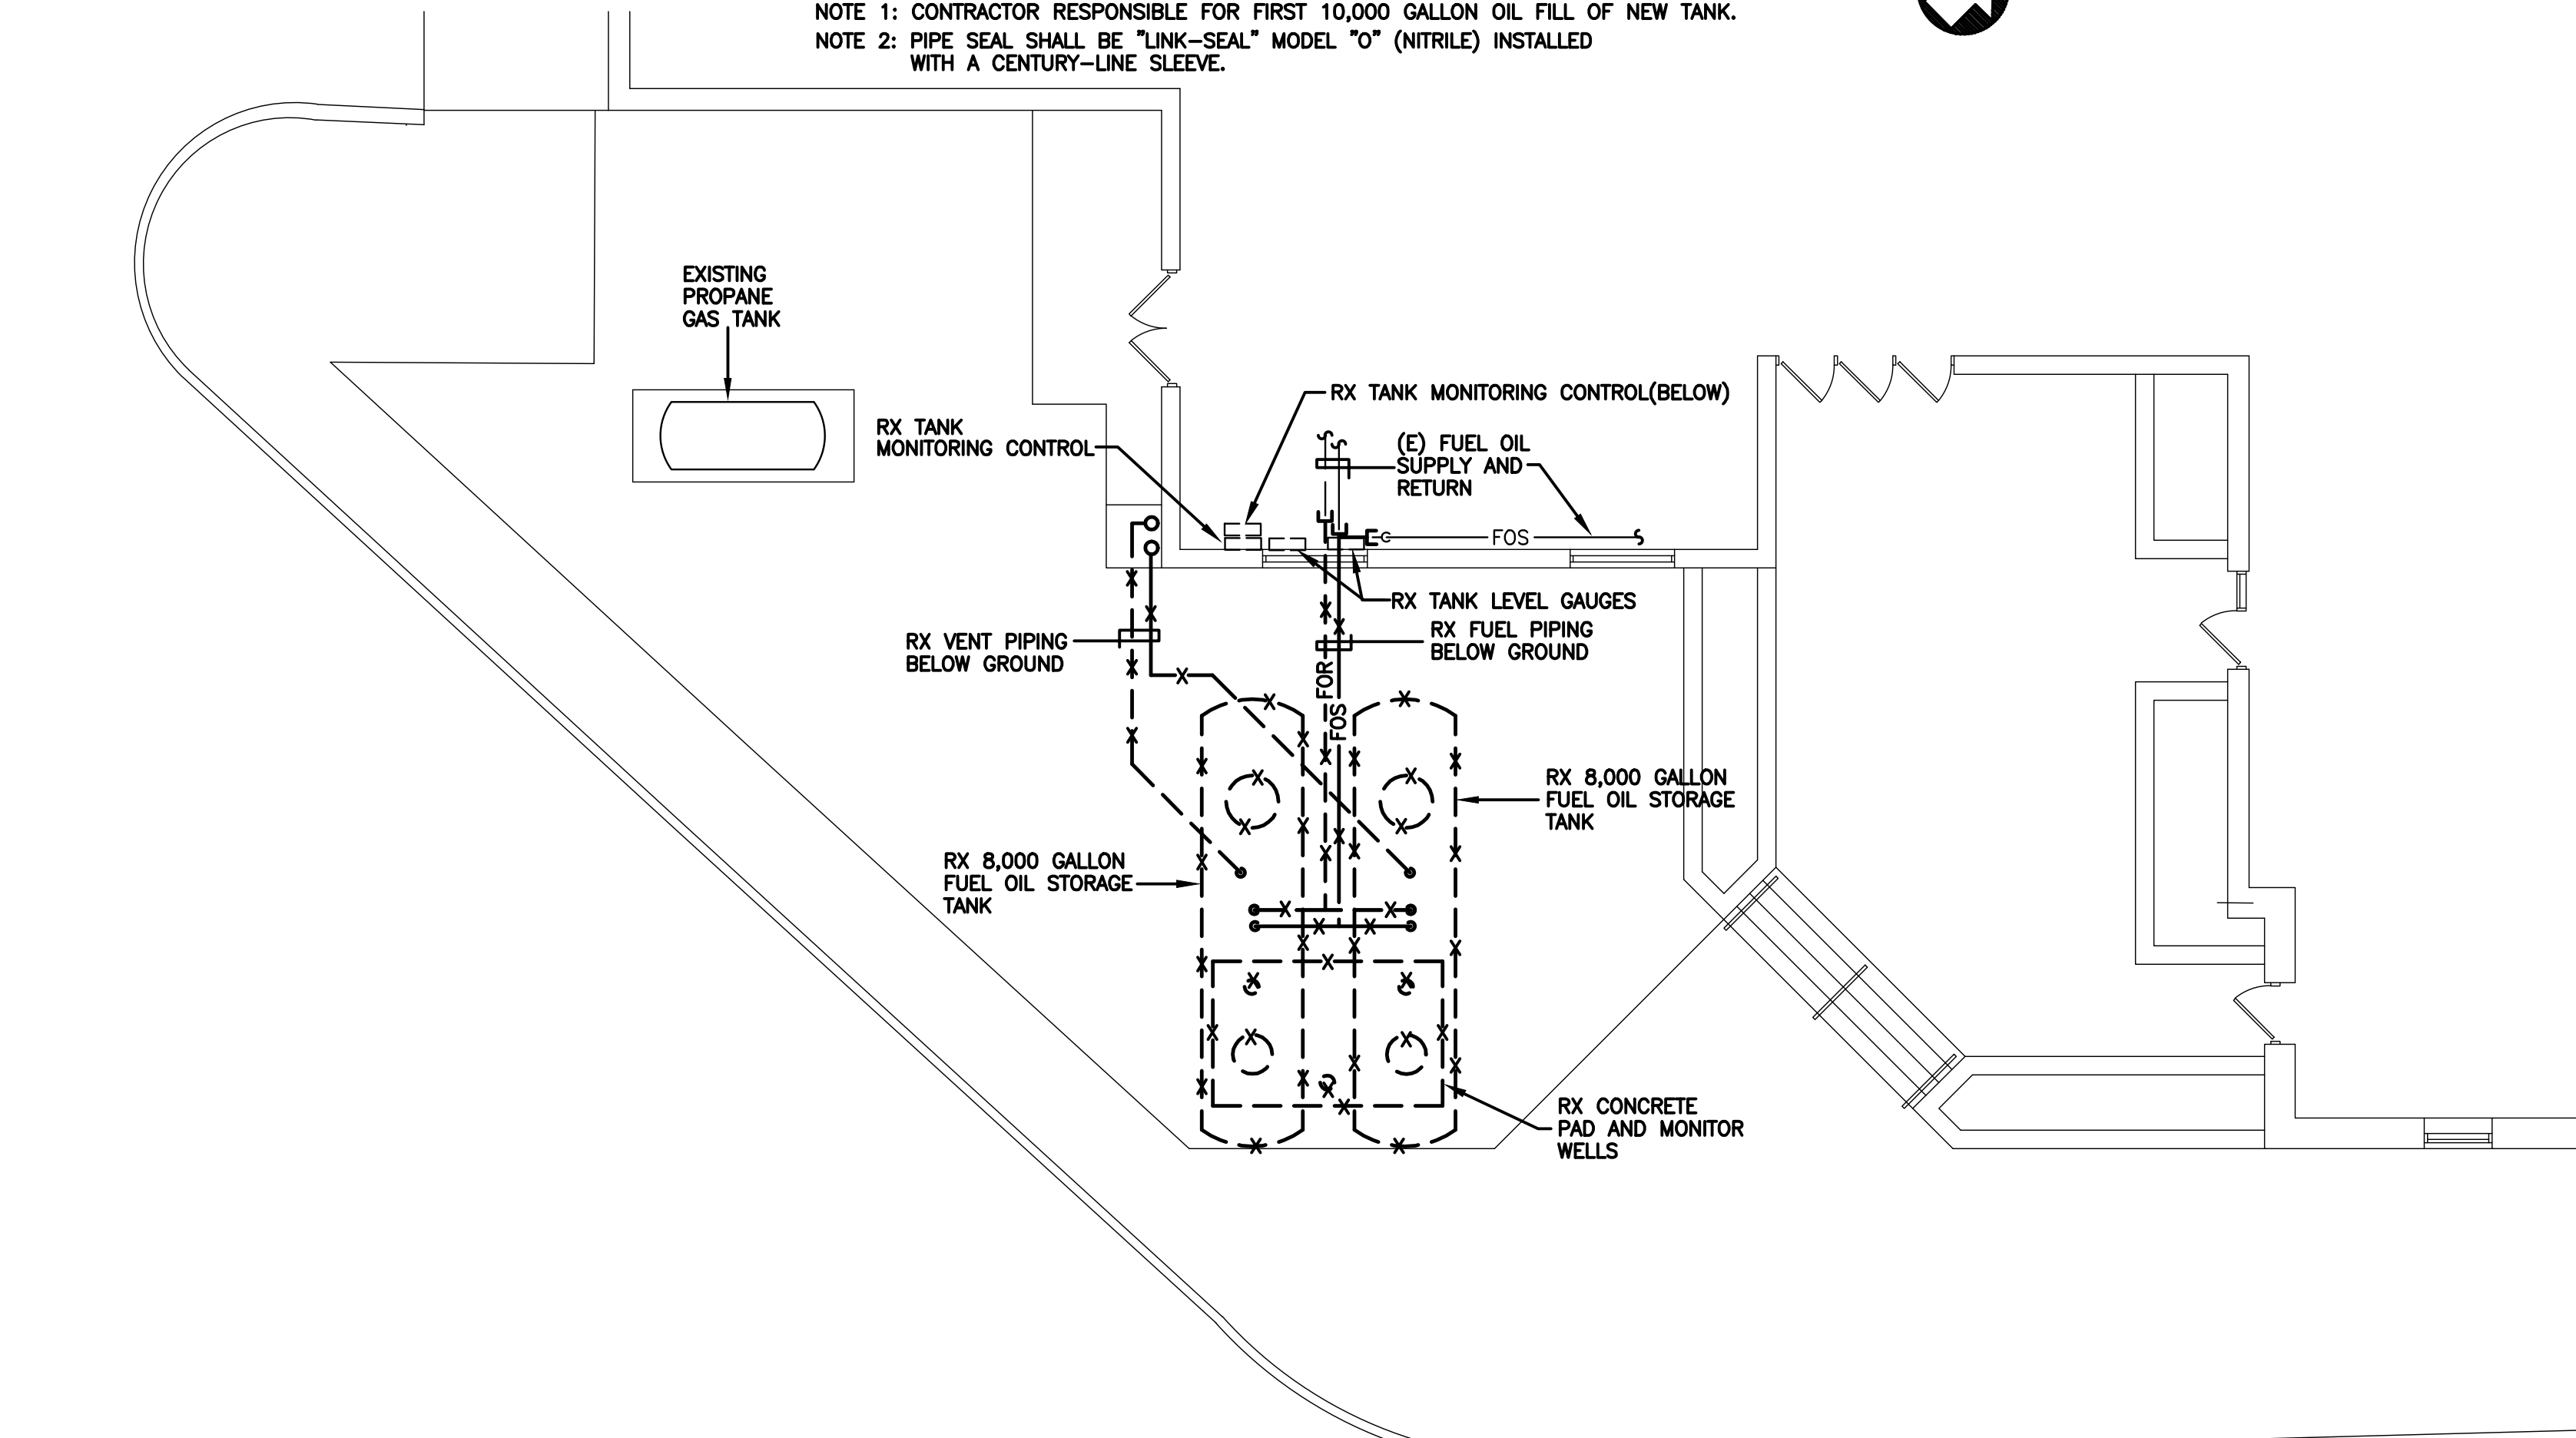 NOTE 1: CONTRACTOR RESPONSIBLE FOR FIRST 10,000 GALLON OIL FILL OF NEW TANK.
NOTE 2: PIPE SEAL SHALL BE "LINK-SEAL" MODEL "O" (NITRILE) INSTALLED
WITH A CENTURY-LINE SLEEVE.
EXISTING
PROPANE
GAS TANK
RX TANK
MONITORING CONTROL
RX TANK MONITORING CONTROL(BELOW)
(E) FUEL OIL
SUPPLY AND
RETURN
FOS
RX TANK LEVEL GAUGES
RX VENT PIPING
BELOW GROUND
RX FUEL PIPING
BELOW GROUND
FOR
FOS
RX 8,000 GALLON
FUEL OIL STORAGE
TANK
RX 8,000 GALLON
FUEL OIL STORAGE
TANK
RX CONCRETE
PAD AND MONITOR
WELLS